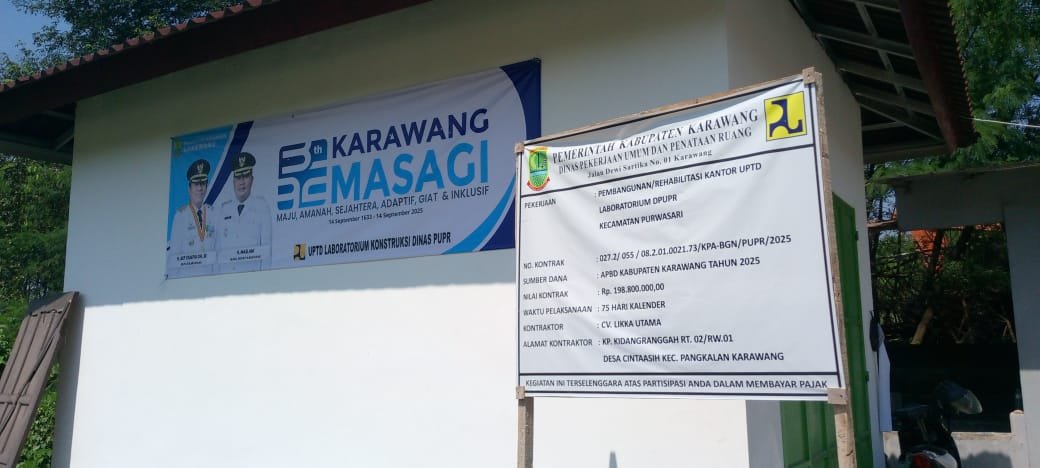 KARAWANG
MASAGI
MAJU, AMANAH, SEJAHTERA, ADAPTIF, GIAT & INKLUSIF
14 September 1633 - 14 September 2025
UPTD LABORATORIUM KONSTRUKSI DINAS PUPR
PEMERINTAH KABUPATEN KARAWANG
DINAS PEKERJAAN UMUM DAN PENATAAN RUANG
Jalan Dewi Sartika No. 01 Karawang
PEKERJAAN : PEMBANGUNAN/REHABILITASI KANTOR UPTD
LABORATORIUM DPUPR
KECAMATAN PURWASARI
NO. KONTRAK : 027.2/ 055 / 08.2.01.0021.73/KPA-BGN/PUPR/2025
SUMBER DANA : APBD KABUPATEN KARAWANG TAHUN 2025
NILAI KONTRAK : Rp. 198.800.000,00
WAKTU PELAKSANAAN : 75 HARI KALENDER
KONTRAKTOR : CV. LIKKA UTAMA
ALAMAT KONTRAKTOR : KP. KIDANGRANGGAH RT. 02/RW.01
DESA CINTAASIH KEC. PANGKALAN KARAWANG
KEGIATAN INI TERSELENGGARA ATAS PARTISIPASI ANDA DALAM MEMBAYAR PAJAK